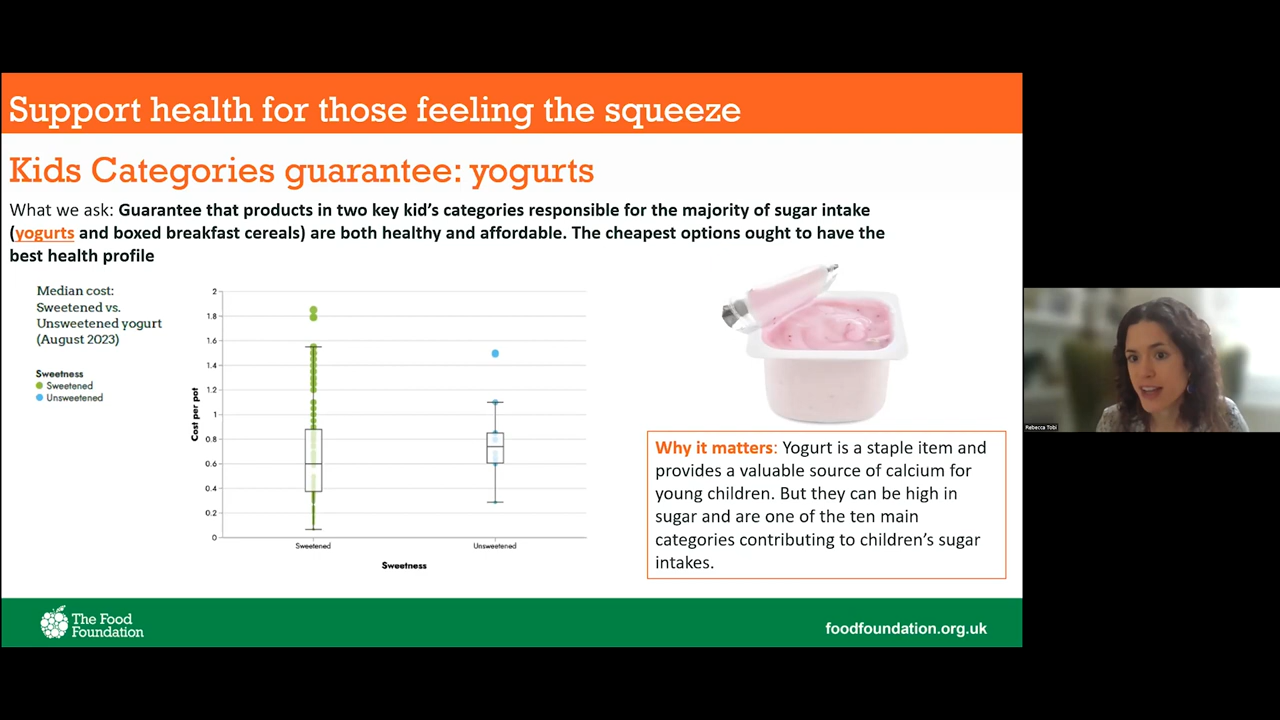 Support health for those feeling the squeeze
Kids Categories guarantee: yogurts
What we ask: Guarantee that products in two key kid's categories responsible for the majority of sugar intake
(yogurts and boxed breakfast cereals) are both healthy and affordable. The cheapest options ought to have the
best health profile
Median cost:
Sweetened vs.
Unsweetened yogurt
(August 2023)
Sweetness
Sweetened
Unsweetened
Cost per pot
2
1.8
1.6
1.4
1.2
1
0.8
0.6
0.4
0.2
0
Sweetened
Unsweetened
Sweetness
Why it matters: Yogurt is a staple item and
provides a valuable source of calcium for
young children. But they can be high in
sugar and are one of the ten main
categories contributing to children's sugar
intakes.
Rebecca Tobi
The Food
Foundation
foodfoundation.org.uk